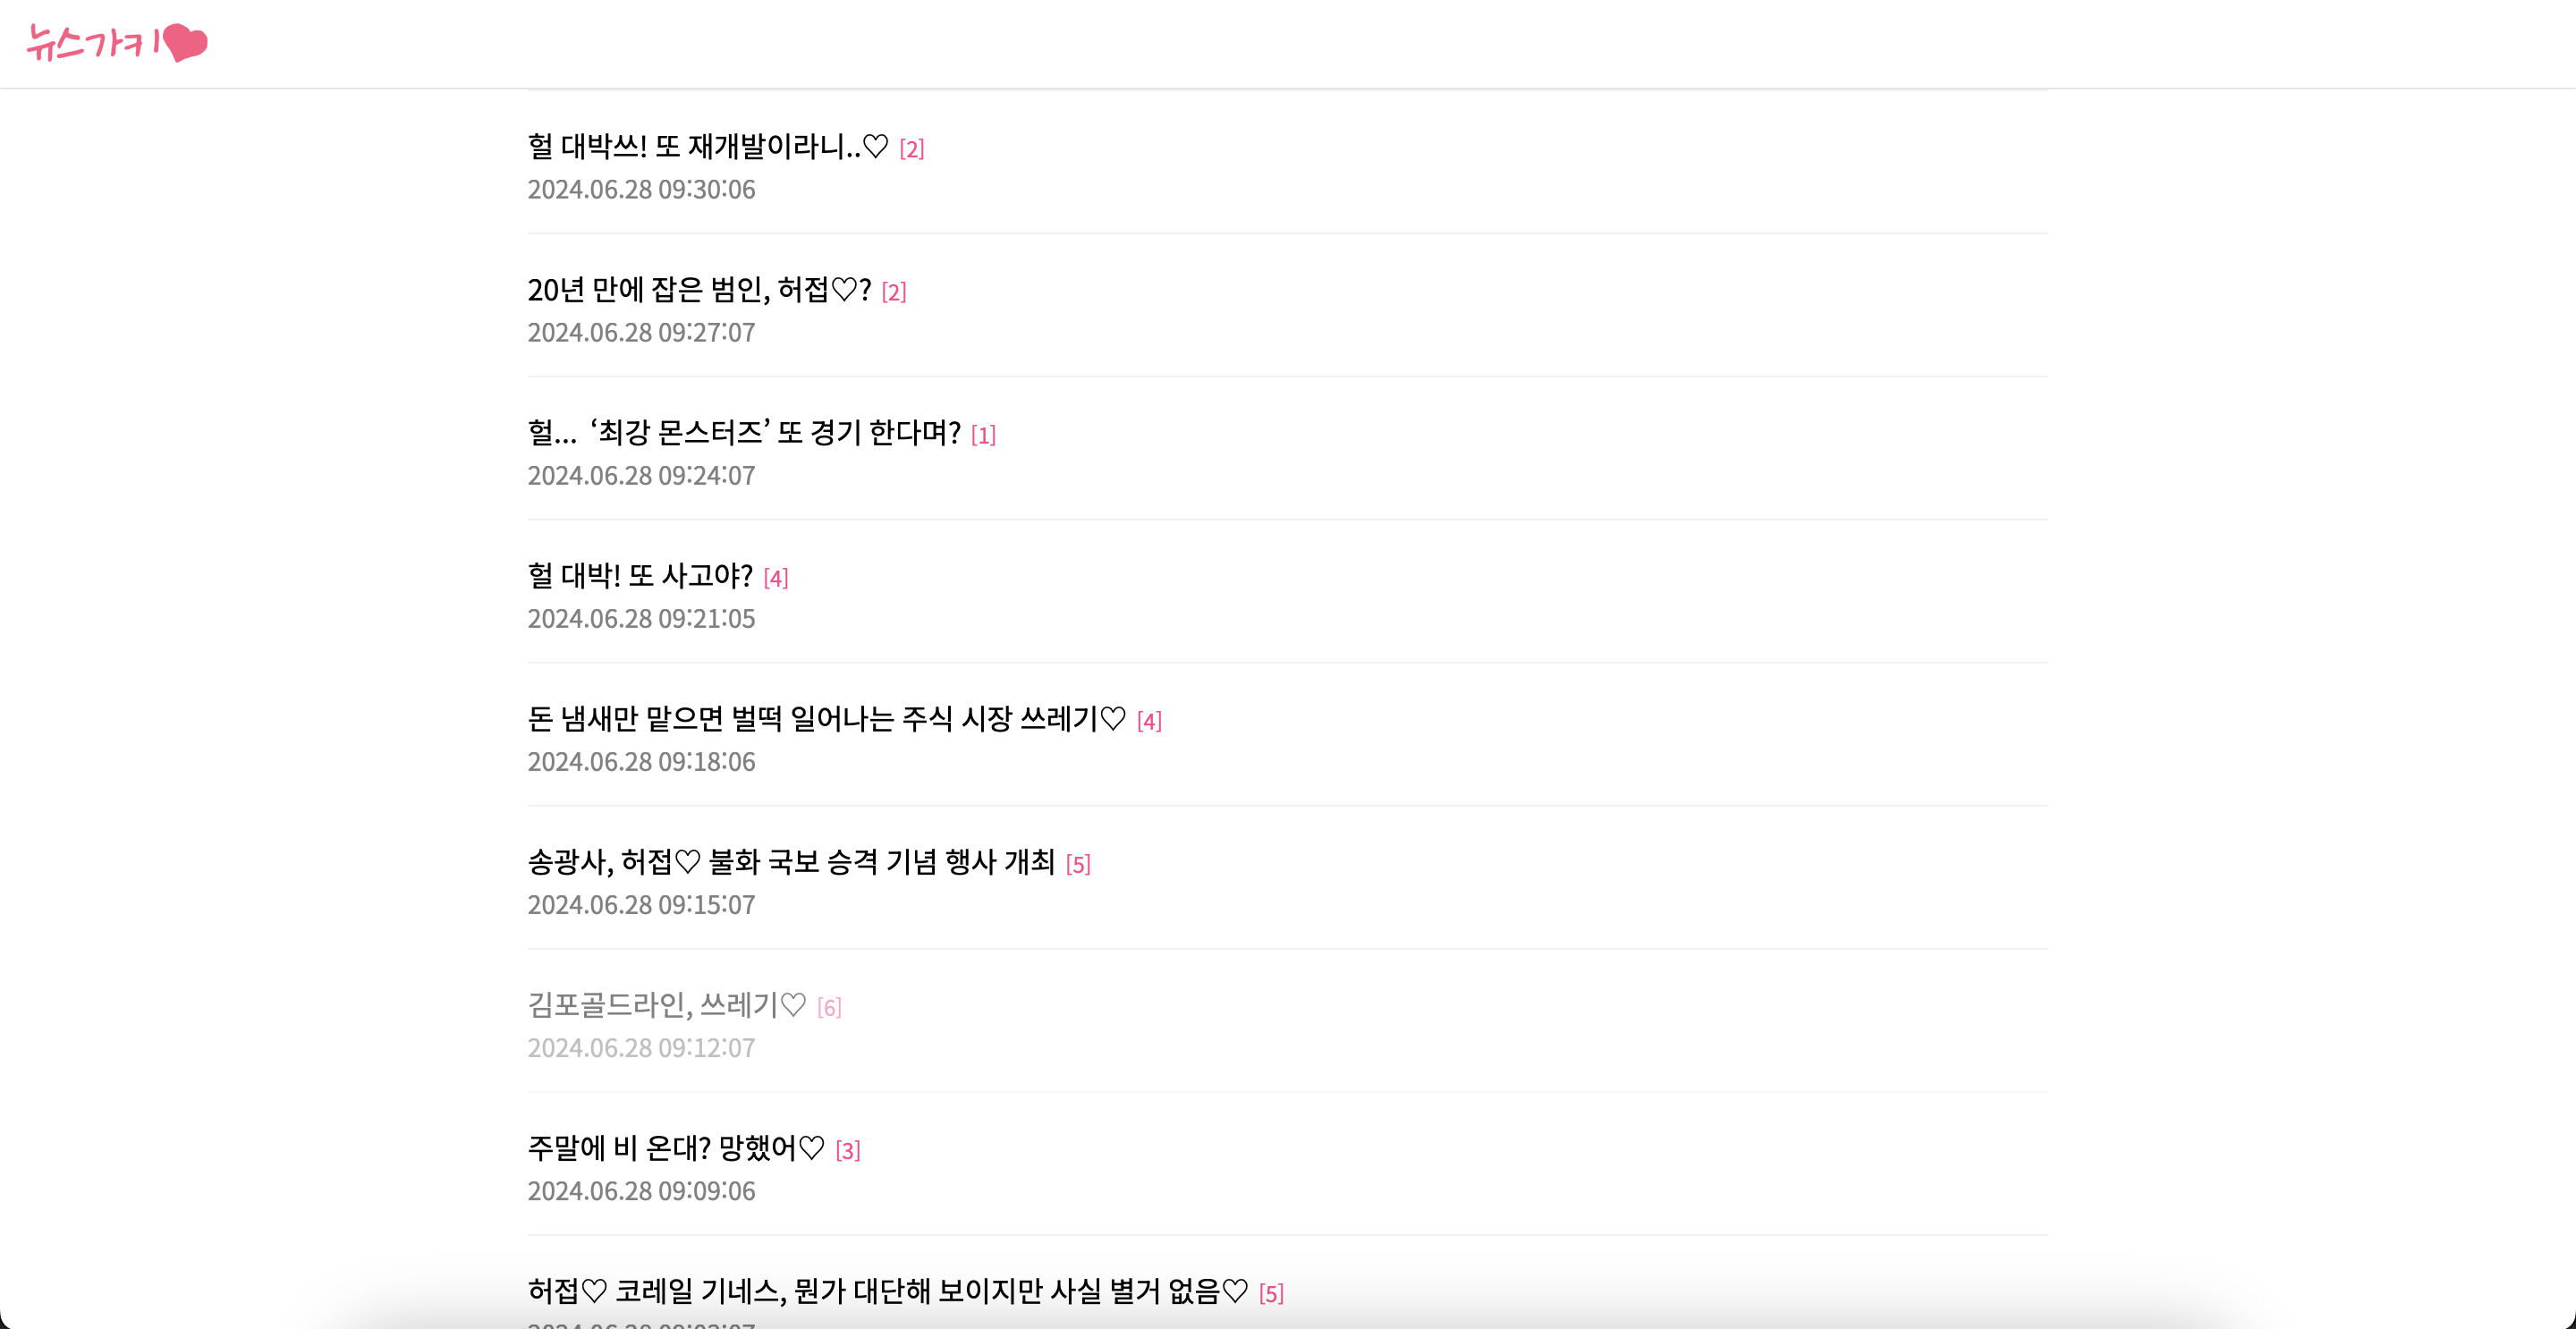 뉴스가키
헐 대박쓰! 또 재개발이라니..♡ [2]
2024.06.28 09:30:06
20년 만에 잡은 범인, 허접♡? [2]
2024.06.28 09:27:07
헐... ‘최강 몬스터즈’ 또 경기 한다며? [1]
2024.06.28 09:24:07
헐 대박! 또 사고야? [4]
2024.06.28 09:21:05
돈 냄새만 맡으면 벌떡 일어나는 주식 시장 쓰레기♡ [4]
2024.06.28 09:18:06
송광사, 허접♡ 불화 국보 승격 기념 행사 개최 [5]
2024.06.28 09:15:07
김포골드라인, 쓰레기♡ [6]
2024.06.28 09:12:07
주말에 비 온대? 망했어♡ [3]
2024.06.28 09:09:06
허접♡ 코레일 기네스, 뭔가 대단해 보이지만 사실 별거 없음♡ [5]